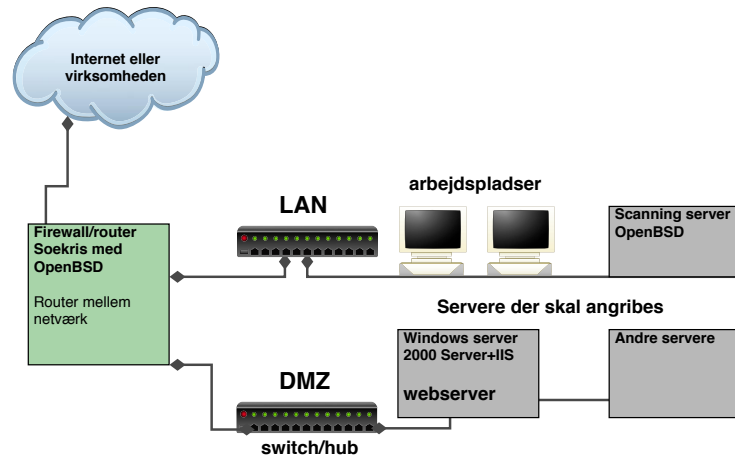 Internet eller
virksomheden
arbejdspladser
LAN
Scanning server
OpenBSD
Firewall/router
Soekris med
OpenBSD
Router mellem
netværk
Servere der skal angribes
Windows server
2000 Server+IIS
webserver
Andre servere
DMZ
switch/hub